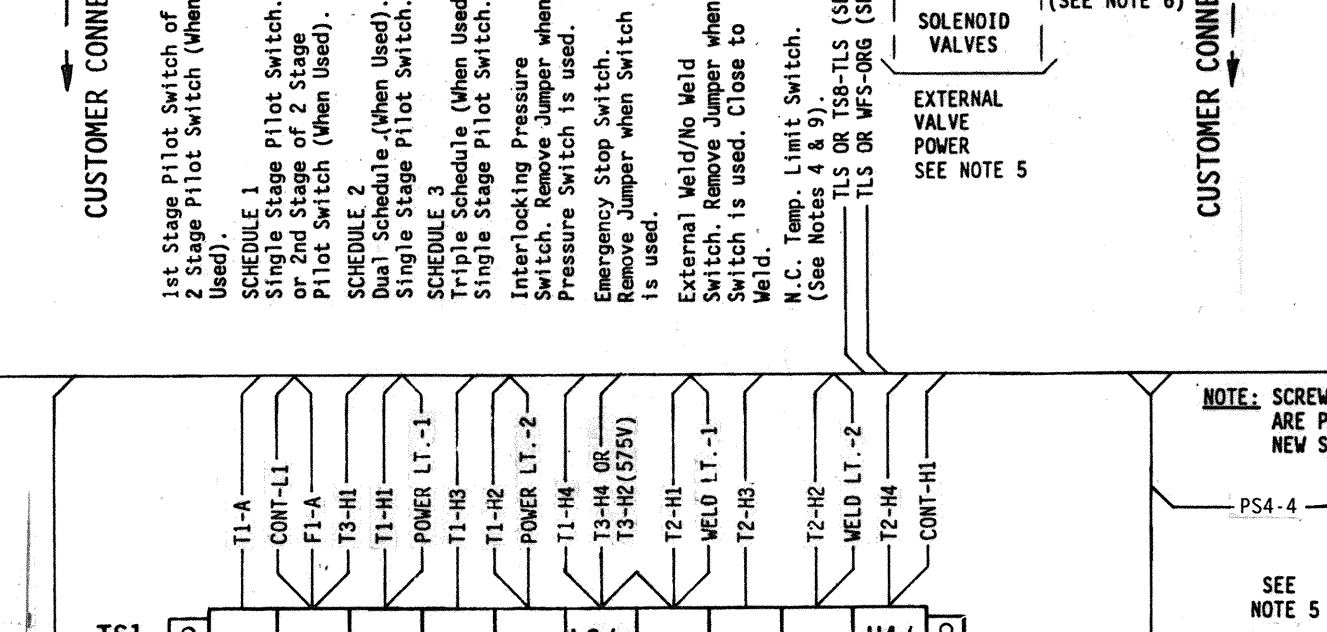 CUSTOMER CONNE
1st Stage Pilot Switch of
2 Stage Pilot Switch (When
Used).
SCHEDULE 1
Single Stage Pilot Switch.
or 2nd Stage of 2 Stage
Pilot Switch (When Used).
SCHEDULE 2
Dual Schedule (When Used).
Single Stage Pilot Switch.
SCHEDULE 3
Triple Schedule (When Used
Single Stage Pilot Switch.
Interlocking Pressure
Switch. Remove Jumper when
Pressure Switch is used.
Emergency Stop Switch.
Remove Jumper when Switch
is used.
External Weld/No Weld
Switch. Remove Jumper when
Switch is used. Close to
Weld.
N.C. Temp. Limit Switch.
(See Notes 4 & 9).
TLS OR TS8-TLS (S
TLS OR WFS-ORG (S
SOLENOID
VALVES
(SEE NOTE 6)
EXTERNAL
VALVE
POWER
SEE NOTE 5
CUSTOMER CONNE
T1-A
CONT-L1
F1-A
T3-H1
T1-H1
POWER LT.-1
T1-H3
T1-H2
POWER LT.-2
T1-H4
T3-H4 OR
T3-H2(575V)
T2-H1
WELD LT.-1
T2-H3
T2-H2
WELD LT.-2
T2-H4
CONT-H1
NOTE: SCREW
ARE P
NEW S
PS4-4
SEE
NOTE 5
TS1